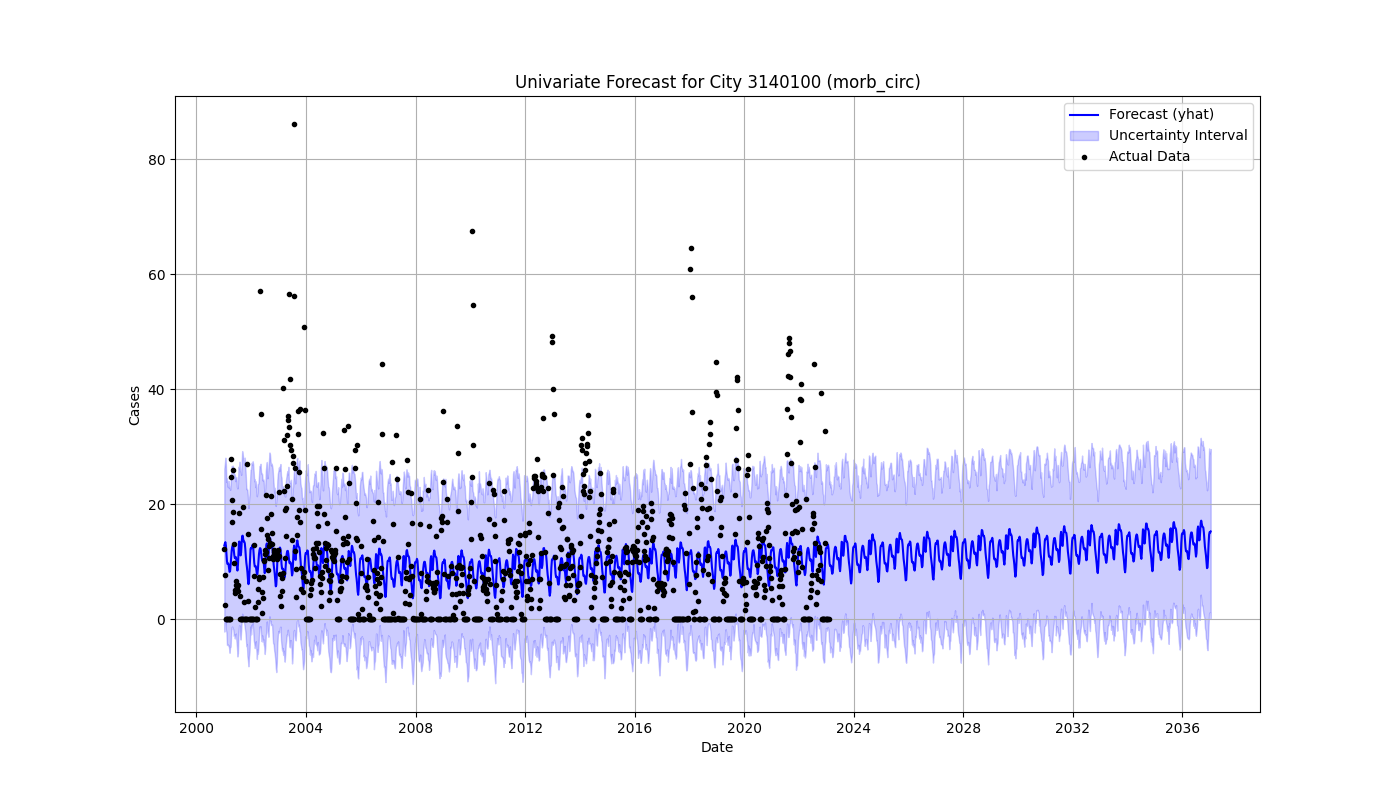 Univariate Forecast for City 3140100 (morb_circ)
Forecast (yhat)
Uncertainty Interval
Actual Data
Cases
80
60
40
20
0
2000 2004 2008 2012 2016 2020 2024 2028 2032 2036
Date